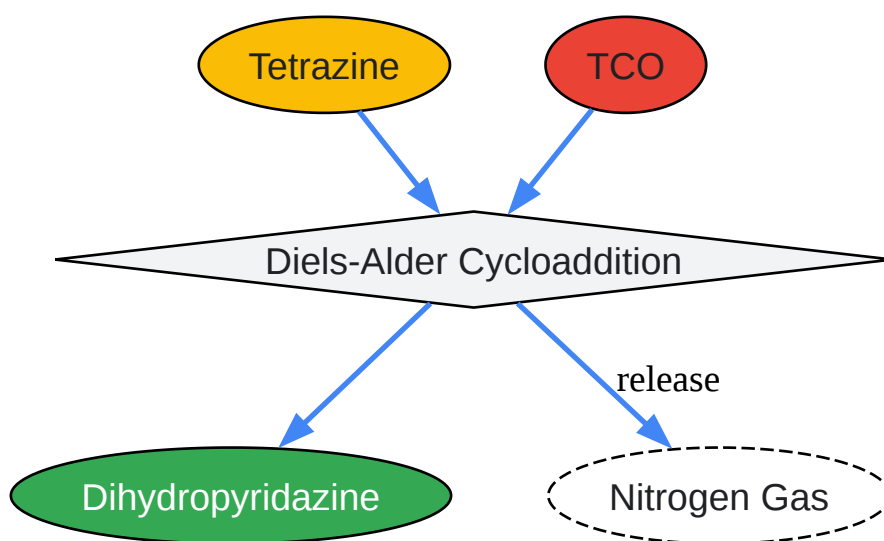 Tetrazine
TCO
Diels-Alder Cycloaddition
release
Dihydropyridazine
Nitrogen Gas